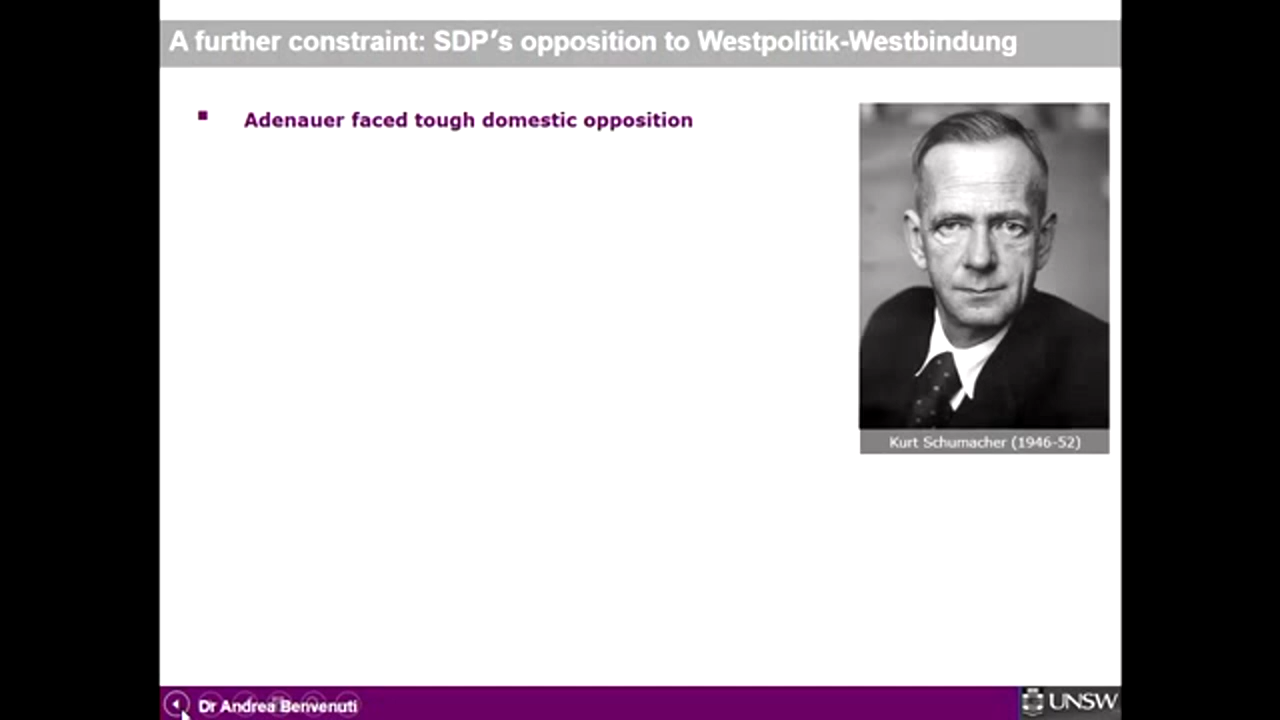 A further constraint: SDP’s opposition to Westpolitik-Westbindung
Adenauer faced tough domestic opposition
Kurt Schumacher (1946-52)
Dr Andrea Benvenuti
UNSW